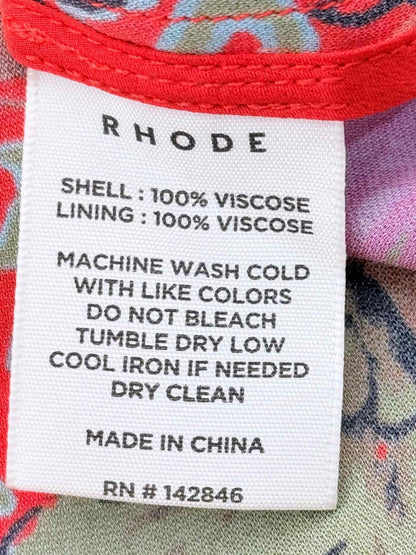 RHODE
SHELL : 100% VISCOSE
LINING : 100% VISCOSE
MACHINE WASH COLD
WITH LIKE COLORS
DO NOT BLEACH
TUMBLE DRY LOW
COOL IRON IF NEEDED
DRY CLEAN
MADE IN CHINA
RN # 142846